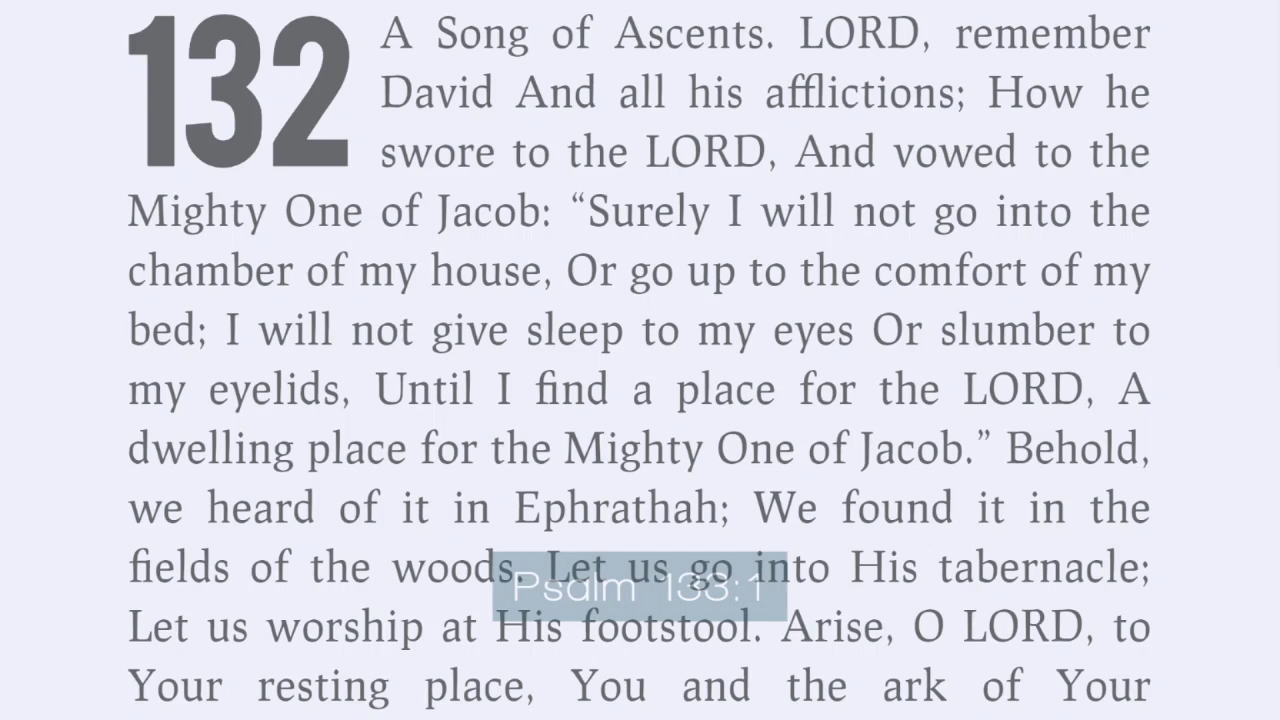 132 A Song of Ascents. LORD, remember
David And all his afflictions; How he
swore to the LORD, And vowed to the
Mighty One of Jacob: “Surely I will not go into the
chamber of my house, Or go up to the comfort of my
bed; I will not give sleep to my eyes Or slumber to
my eyelids, Until I find a place for the LORD, A
dwelling place for the Mighty One of Jacob.” Behold,
we heard of it in Ephrathah; We found it in the
fields of the woods. Let us go into His tabernacle;
Psalm 133:1
Let us worship at His footstool. Arise, O LORD, to
Your resting place, You and the ark of Your